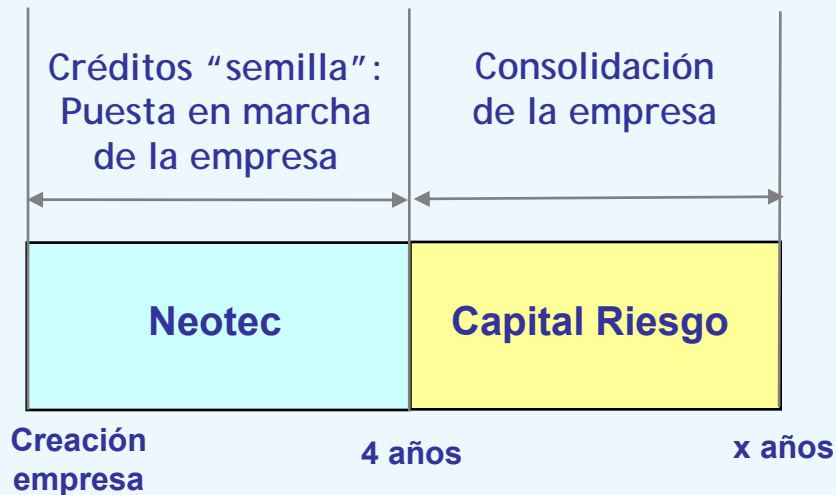 Créditos “semilla”:
Puesta en marcha
de la empresa
Consolidación
de la empresa
Neotec
Capital Riesgo
Creación
empresa
4 años
x años